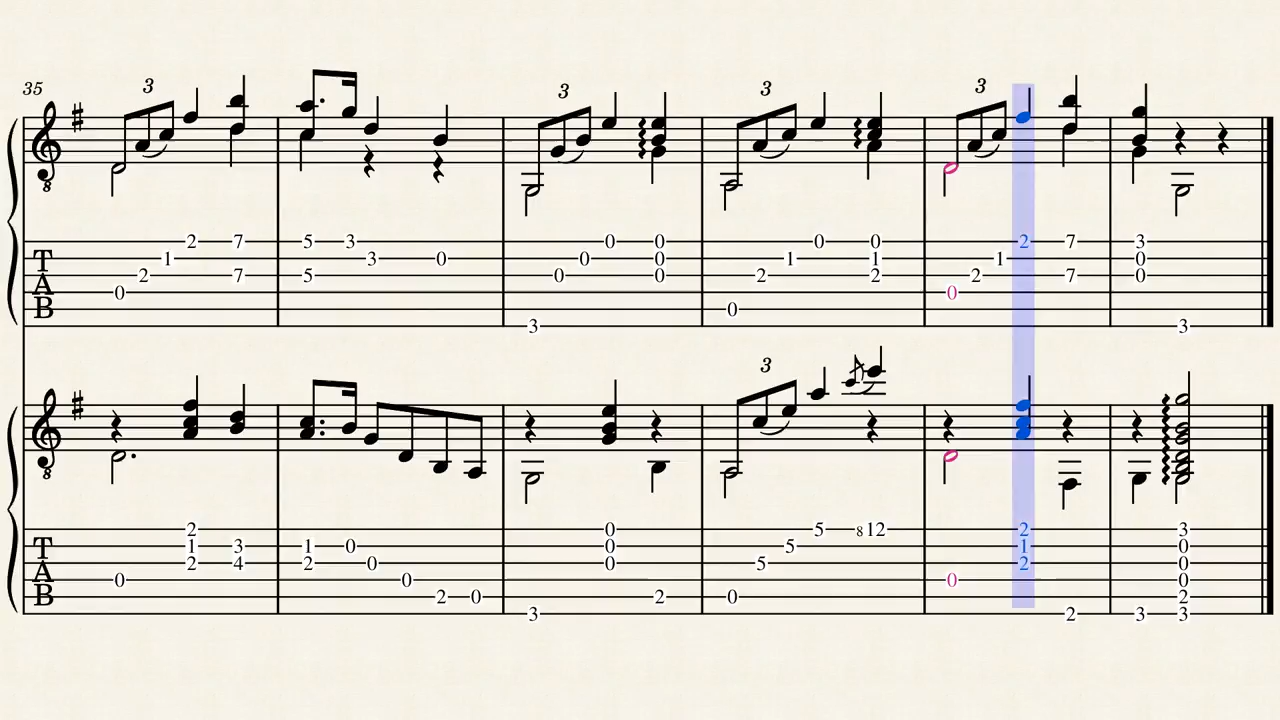 35 3 3 3 3
8
2 7 5 3 0 0 0 0 2 7 3
T 1 3 0 0 0 1 1 1 0
A 2 7 5 0 0 2 2 2 7 0
0 0
B 0
3 3
3
8
2 0 5 8 12 2 3
T 1 3 1 0 0 5 1 0
A 2 4 2 0 0 5 2 0
0 0 0 0
B 2 0 2 0 2
3 2 3 3